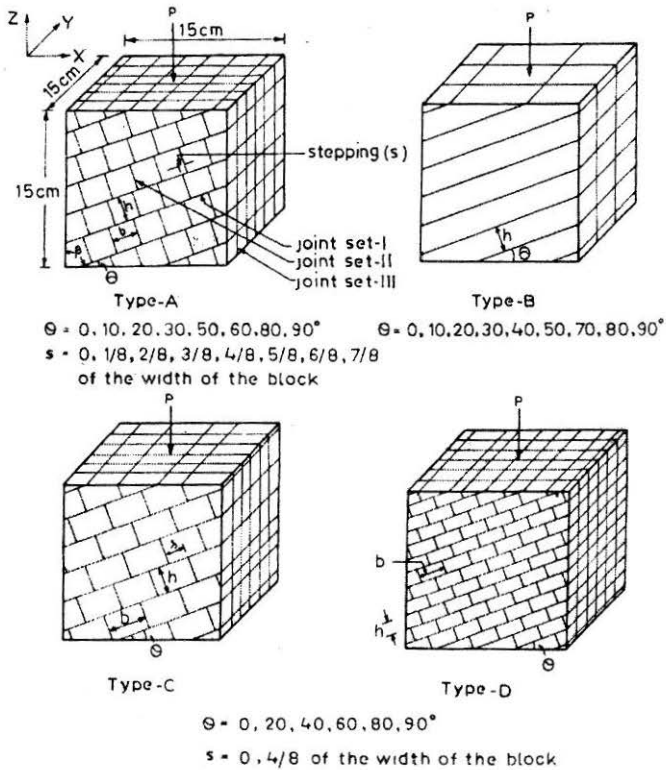 Z
Y
X
P
15cm
15cm
15cm
stepping (s)
h
b
β
θ
joint set-I
joint set-II
joint set-III
Type-A
P
h
θ
Type-B
θ = 0,10,20,30,50,60,80,90°
θ = 0,10,20,30,40,50,70,80,90°
s = 0, 1/8, 2/8, 3/8, 4/8, 5/8, 6/8, 7/8
of the width of the block
P
h
b
θ
Type-C
P
b
h
θ
Type-D
θ = 0, 20, 40, 60, 80, 90°
s = 0, 4/8 of the width of the block